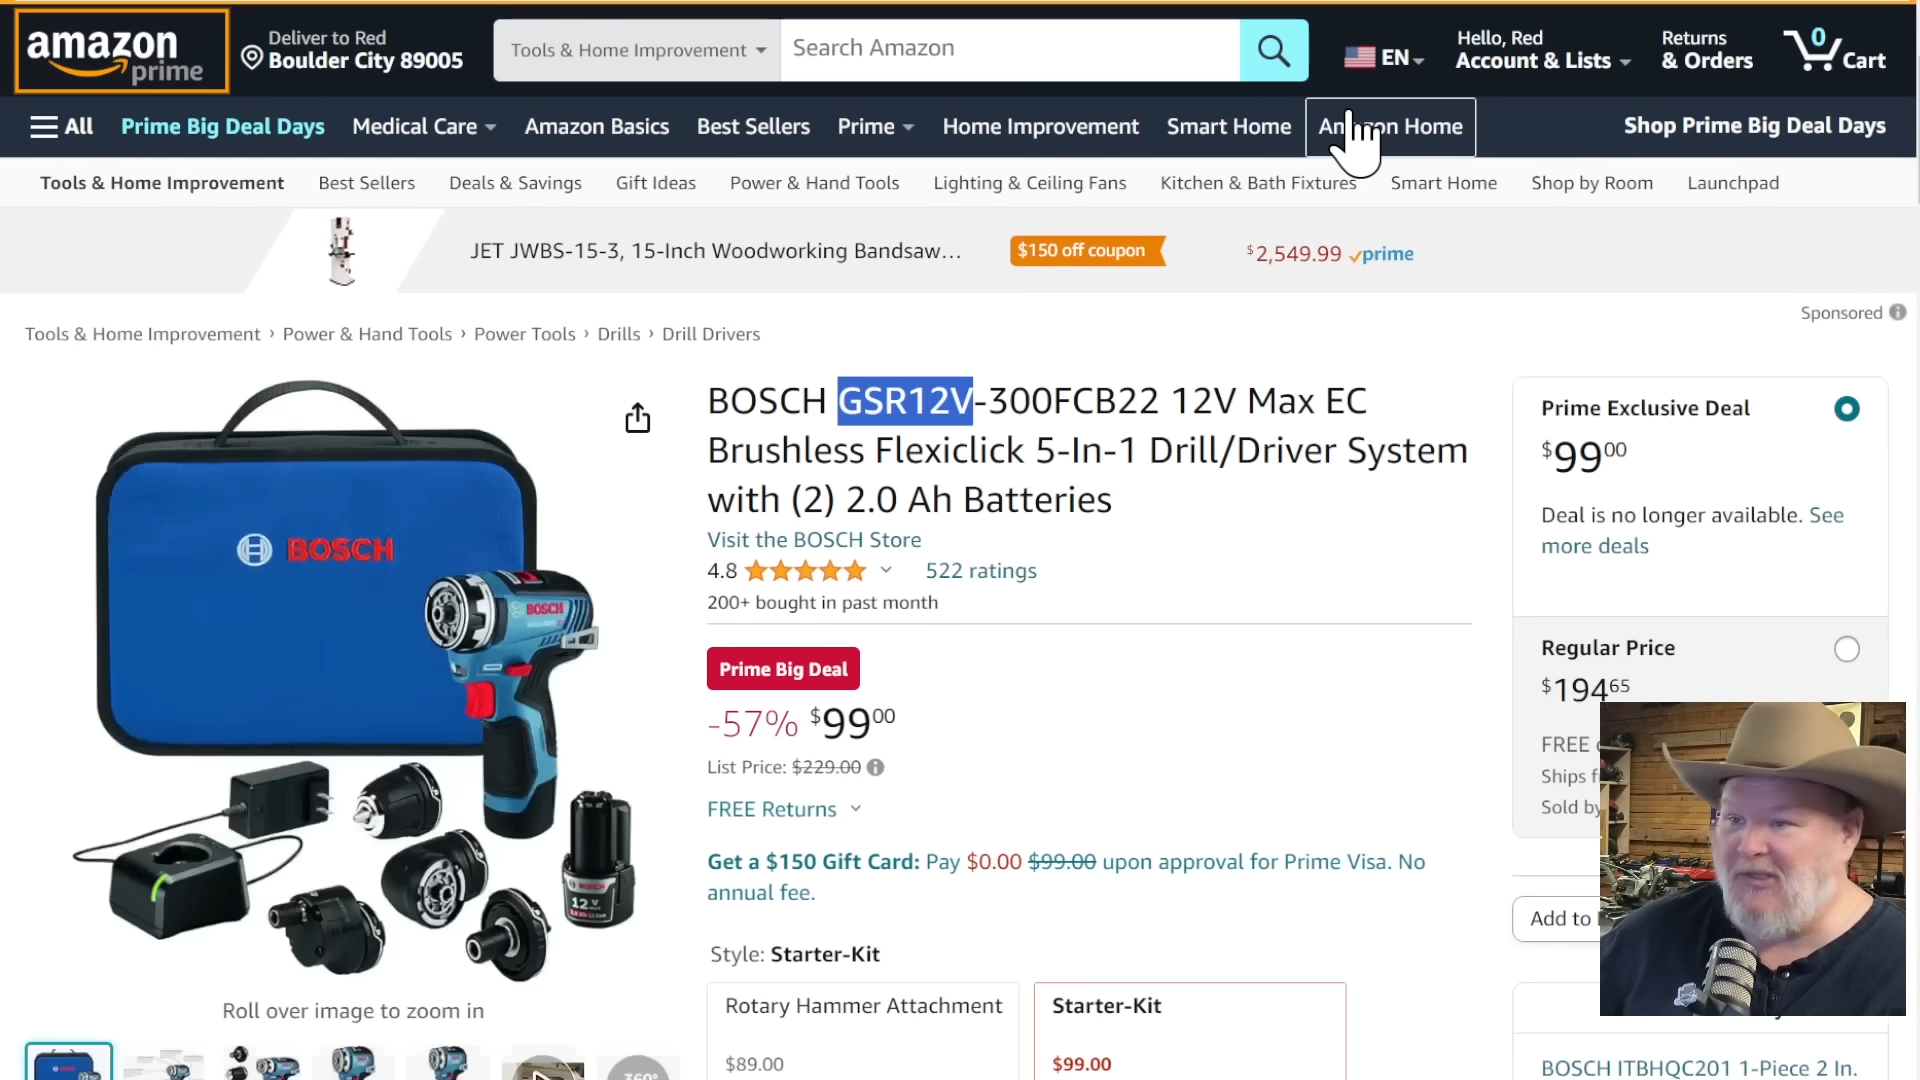 amazon
prime
Deliver to Red
Boulder City 89005
Tools & Home Improvement
Search Amazon
EN
Hello, Red
Account & Lists
Returns
& Orders
0
Cart
All
Prime Big Deal Days
Medical Care
Amazon Basics
Best Sellers
Prime
Home Improvement
Smart Home
Amazon Home
Shop Prime Big Deal Days
Tools & Home Improvement
Best Sellers
Deals & Savings
Gift Ideas
Power & Hand Tools
Lighting & Ceiling Fans
Kitchen & Bath Fixtures
Smart Home
Shop by Room
Launchpad
JET JWBS-15-3, 15-Inch Woodworking Bandsaw…
$150 off coupon
$2,549.99 prime
Sponsored
Tools & Home Improvement › Power & Hand Tools › Power Tools › Drills › Drill Drivers
BOSCH
BOSCH
BOSCH
12 V
BOSCH GSR12V-300FCB22 12V Max EC
Brushless Flexiclick 5-In-1 Drill/Driver System
with (2) 2.0 Ah Batteries
Visit the BOSCH Store
4.8
522 ratings
200+ bought in past month
Prime Big Deal
-57% $99 00
List Price: $229.00
FREE Returns
Get a $150 Gift Card: Pay $0.00 $99.00 upon approval for Prime Visa. No
annual fee.
Style: Starter-Kit
Rotary Hammer Attachment
$89.00
Starter-Kit
$99.00
Roll over image to zoom in
360°
Prime Exclusive Deal
$99 00
Deal is no longer available. See
more deals
Regular Price
$194 65
FREE
Ships
Sold by
Add to
BOSCH ITBHQC201 1-Piece 2 In.